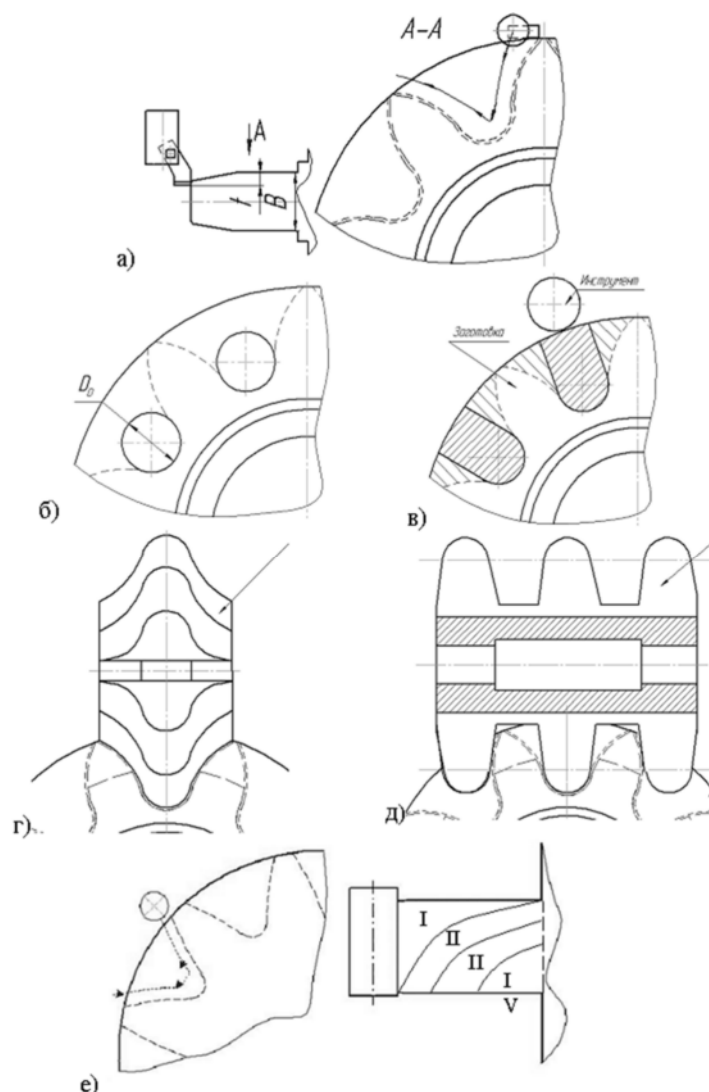 А-А
А
t
В
а)
D₀
Инструмент
Заготовка
б)
в)
г)
д)
I
II
II
I
V
е)